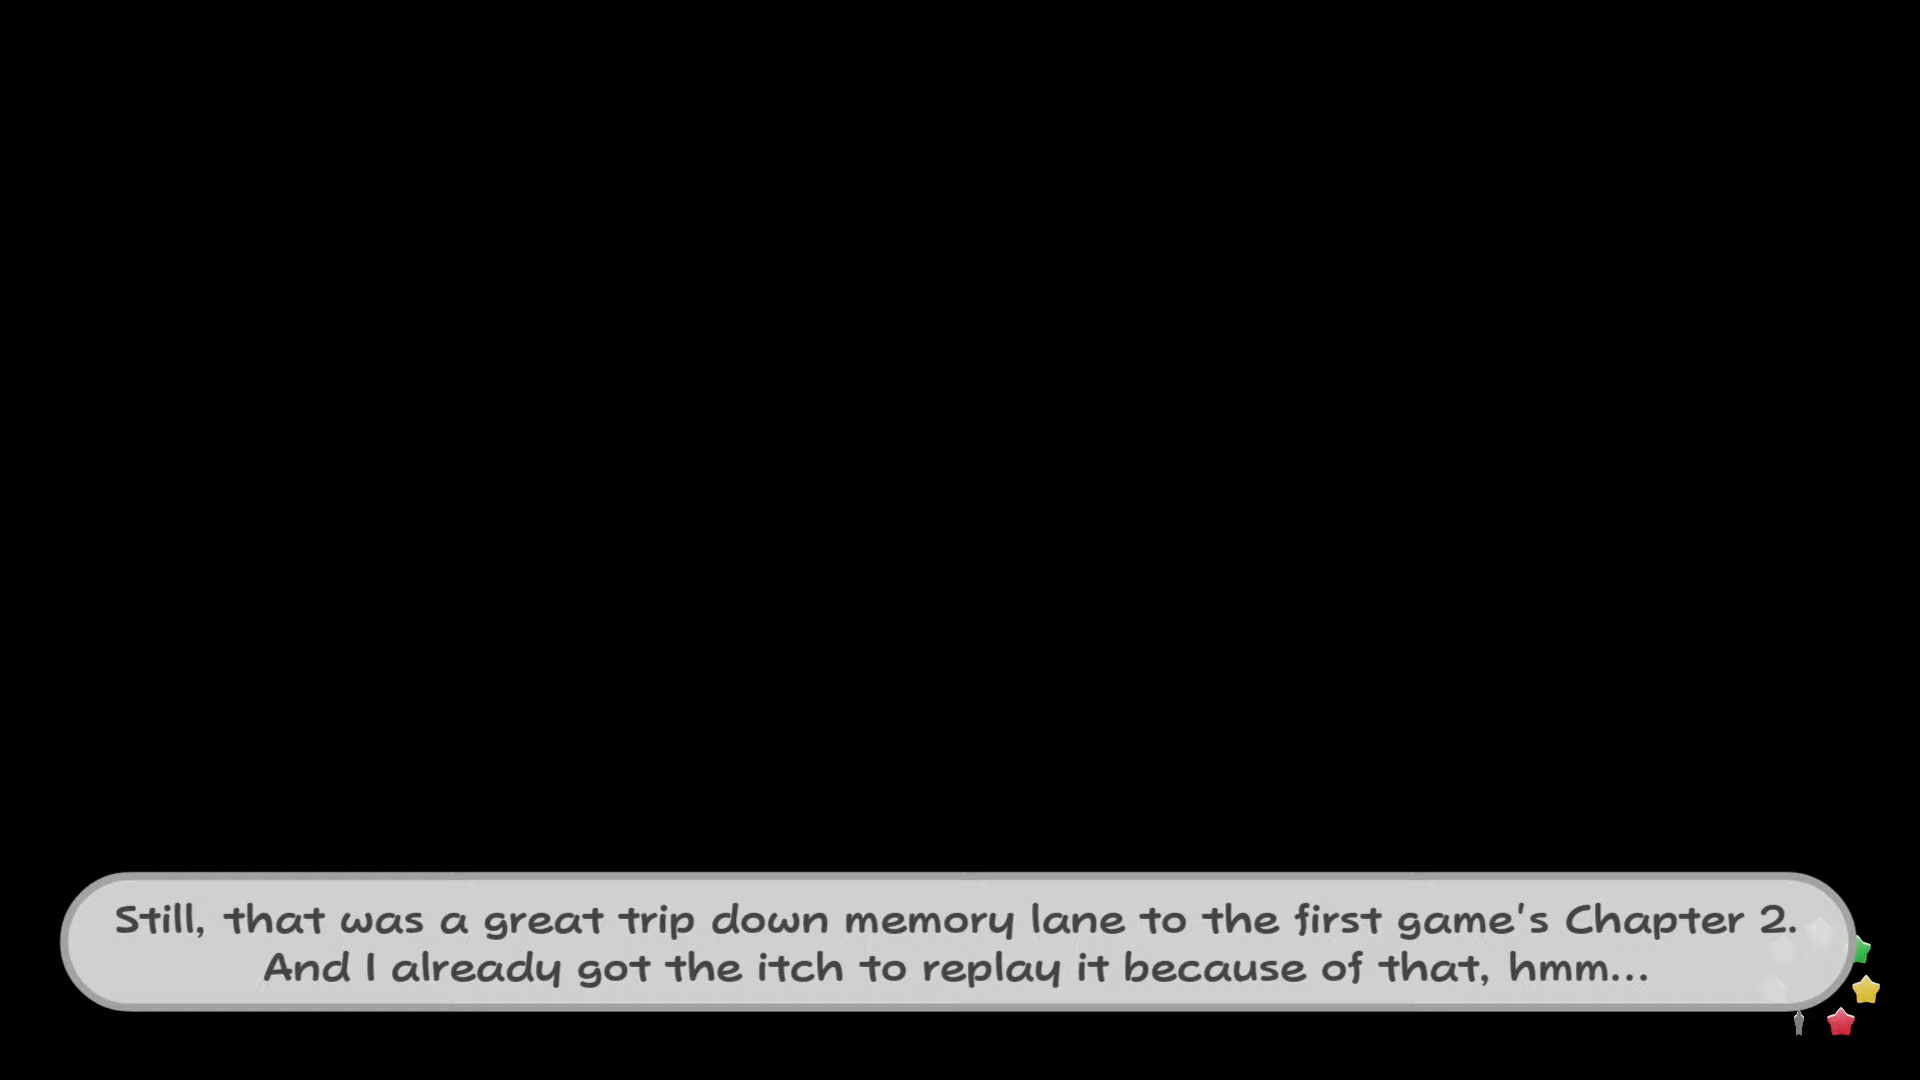 Still, that was a great trip down memory lane to the first game's Chapter 2.
And I already got the itch to replay it because of that, hmm...